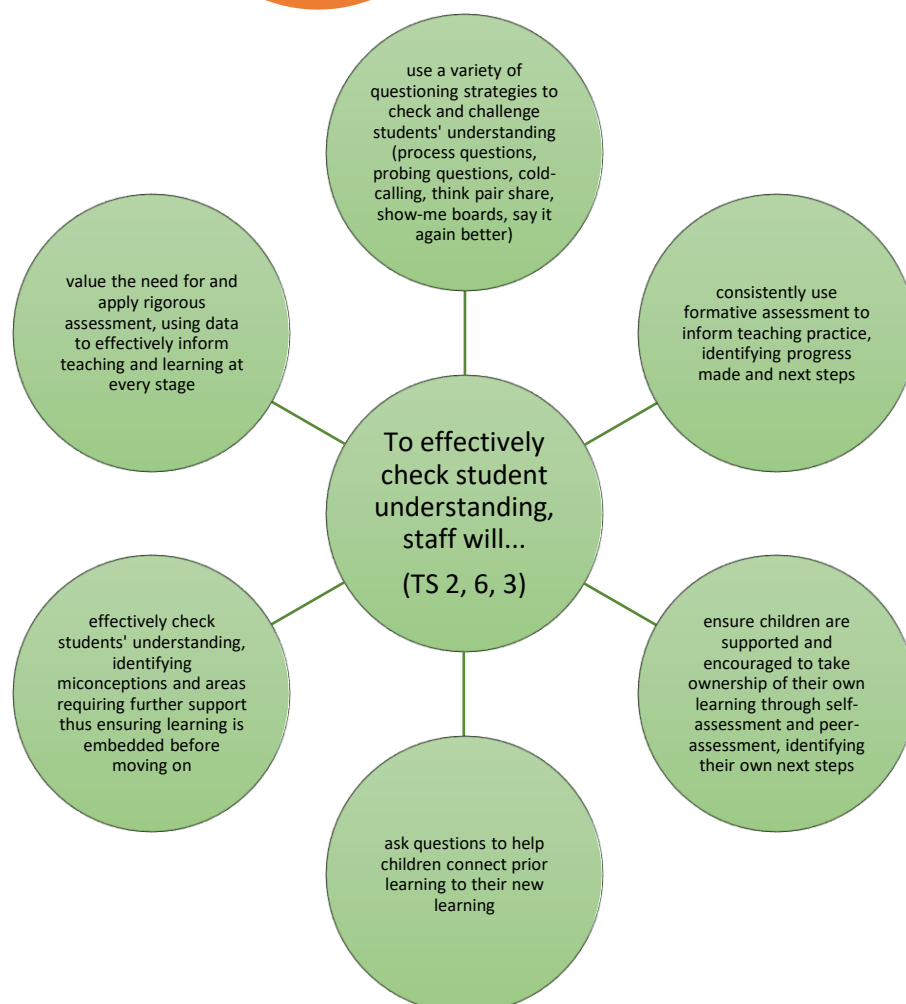 use a variety of
questioning strategies to
check and challenge
students' understanding
(process questions,
probing questions, cold-
calling, think pair share,
show-me boards, say it
again better)
value the need for and
apply rigorous
assessment, using data
to effectively inform
teaching and learning at
every stage
consistently use
formative assessment to
inform teaching practice,
identifying progress
made and next steps
To effectively
check student
understanding,
staff will...
(TS 2, 6, 3)
effectively check
students' understanding,
identifying
miconceptions and areas
requiring further support
thus ensuring learning is
embedded before
moving on
ensure children are
supported and
encouraged to take
ownership of their own
learning through self-
assessment and peer-
assessment, identifying
their own next steps
ask questions to help
children connect prior
learning to their new
learning